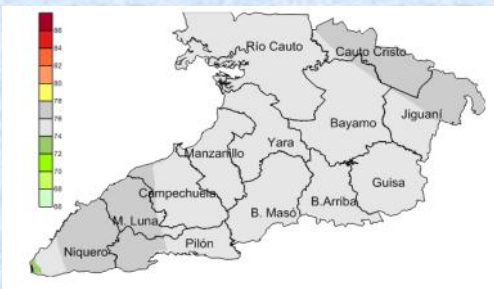 86
84
82
80
78
76
74
72
70
68
66
Río Cauto
Cauto Cristo
Bayamo
Jiguaní
Manzanillo
Yara
Campechuela
Guisa
B. Masó
B.Arriba
M. Luna
Pilón
Niquero